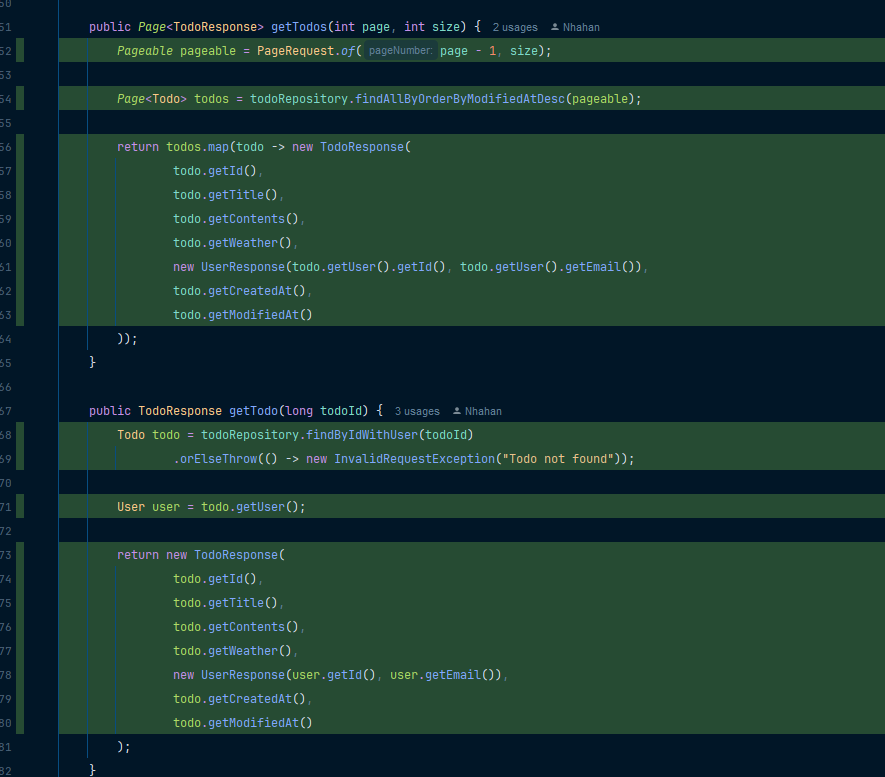 50
51 public Page<TodoResponse> getTodos(int page, int size) { 2 usages Nhahan
52 Pageable pageable = PageRequest.of( pageNumber: page - 1, size);
53
54 Page<Todo> todos = todoRepository.findAllByOrderByModifiedAtDesc(pageable);
55
56 return todos.map(todo -> new TodoResponse(
57 todo.getId(),
58 todo.getTitle(),
59 todo.getContents(),
60 todo.getWeather(),
61 new UserResponse(todo.getUser().getId(), todo.getUser().getEmail()),
62 todo.getCreatedAt(),
63 todo.getModifiedAt()
64 ));
65 }
66
67 public TodoResponse getTodo(long todoId) { 3 usages Nhahan
68 Todo todo = todoRepository.findByIdWithUser(todoId)
69 .orElseThrow(() -> new InvalidRequestException("Todo not found"));
70
71 User user = todo.getUser();
72
73 return new TodoResponse(
74 todo.getId(),
75 todo.getTitle(),
76 todo.getContents(),
77 todo.getWeather(),
78 new UserResponse(user.getId(), user.getEmail()),
79 todo.getCreatedAt(),
80 todo.getModifiedAt()
81 );
82 }